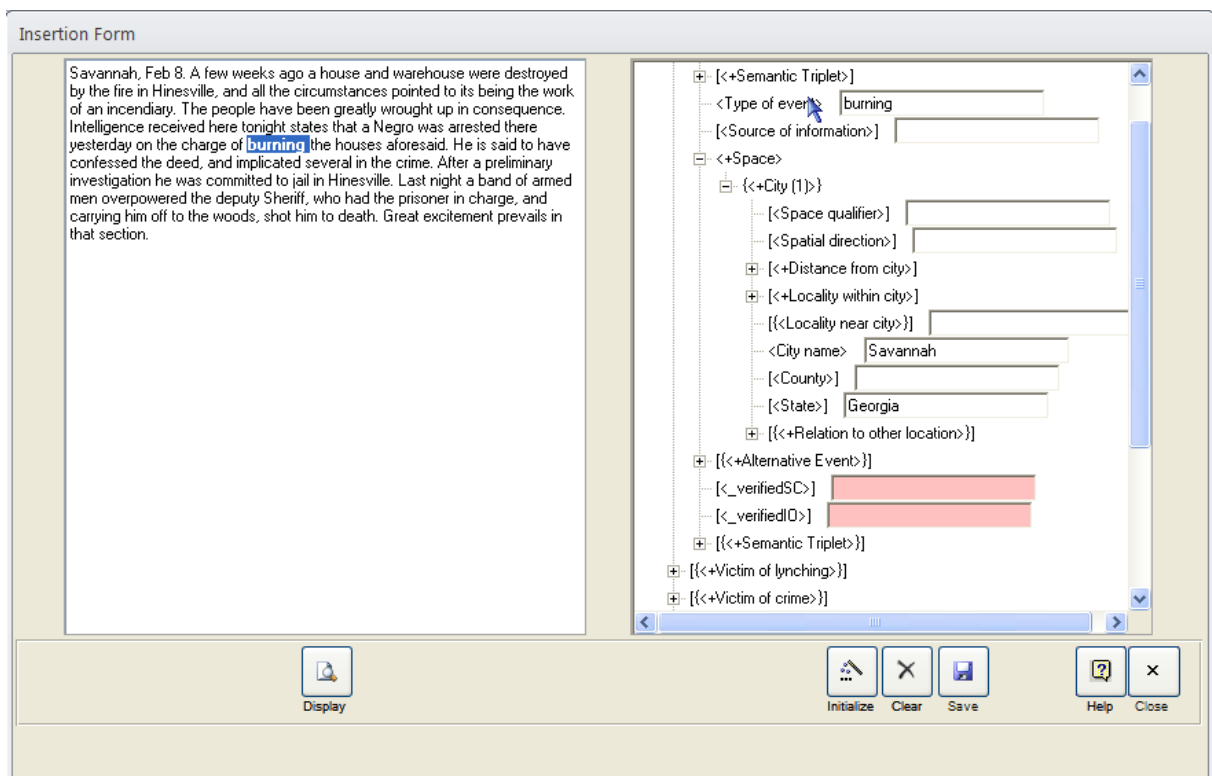 Insertion Form
Savannah, Feb 8. A few weeks ago a house and warehouse were destroyed
by the fire in Hinesville, and all the circumstances pointed to its being the work
of an incendiary. The people have been greatly wrought up in consequence.
Intelligence received here tonight states that a Negro was arrested there
yesterday on the charge of burning the houses aforesaid. He is said to have
confessed the deed, and implicated several in the crime. After a preliminary
investigation he was committed to jail in Hinesville. Last night a band of armed
men overpowered the deputy Sheriff, who had the prisoner in charge, and
carrying him off to the woods, shot him to death. Great excitement prevails in
that section.
[<+Semantic Triplet>]
<Type of event> burning
[<Source of information>]
<+Space>
{<+City (1)>}
[<Space qualifier>]
[<Spatial direction>]
[<+Distance from city>]
[<+Locality within city>]
[{<Locality near city>}]
<City name> Savannah
[<County>]
[<State>] Georgia
[{<+Relation to other location>}]
[{<+Alternative Event>}]
[<_verifiedSC>]
[<_verifiedIO>]
[{<+Semantic Triplet>}]
[{<+Victim of lynching>}]
[{<+Victim of crime>}]
Display Initialize Clear Save Help Close